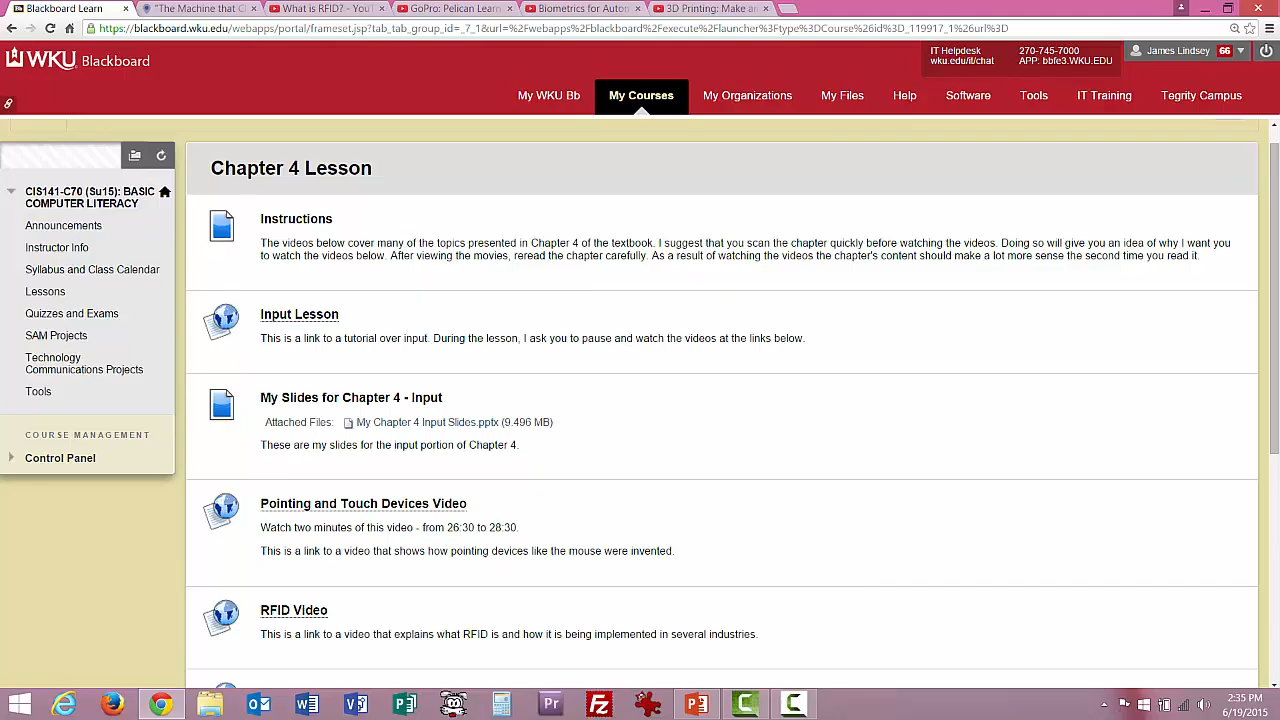 Blackboard Learn
"The Machine that C
What is RFID? - YouT
GoPro: Pelican Learn
Biometrics for Auton
3D Printing: Make an
https://blackboard.wku.edu/webapps/portal/frameset.jsp?tab_tab_group_id=_7_1&url=%2Fwebapps%2Fblackboard%2Fexecute%2Flauncher%3Ftype%3DCourse%26id%3D_119917_1%26url%3D
WKU Blackboard
IT Helpdesk
wku.edu/it/chat
270-745-7000
APP: bbfe3.WKU.EDU
James Lindsey 66
My WKU Bb
My Courses
My Organizations
My Files
Help
Software
Tools
IT Training
Tegrity Campus
CIS141-C70 (Su15): BASIC
COMPUTER LITERACY
Announcements
Instructor Info
Syllabus and Class Calendar
Lessons
Quizzes and Exams
SAM Projects
Technology
Communications Projects
Tools
COURSE MANAGEMENT
Control Panel
Chapter 4 Lesson
Instructions
The videos below cover many of the topics presented in Chapter 4 of the textbook. I suggest that you scan the chapter quickly before watching the videos. Doing so will give you an idea of why I want you
to watch the videos below. After viewing the movies, reread the chapter carefully. As a result of watching the videos the chapter's content should make a lot more sense the second time you read it.
Input Lesson
This is a link to a tutorial over input. During the lesson, I ask you to pause and watch the videos at the links below.
My Slides for Chapter 4 - Input
Attached Files: My Chapter 4 Input Slides.pptx (9.496 MB)
These are my slides for the input portion of Chapter 4.
Pointing and Touch Devices Video
Watch two minutes of this video - from 26:30 to 28:30.
This is a link to a video that shows how pointing devices like the mouse were invented.
RFID Video
This is a link to a video that explains what RFID is and how it is being implemented in several industries.
2:35 PM
6/19/2015